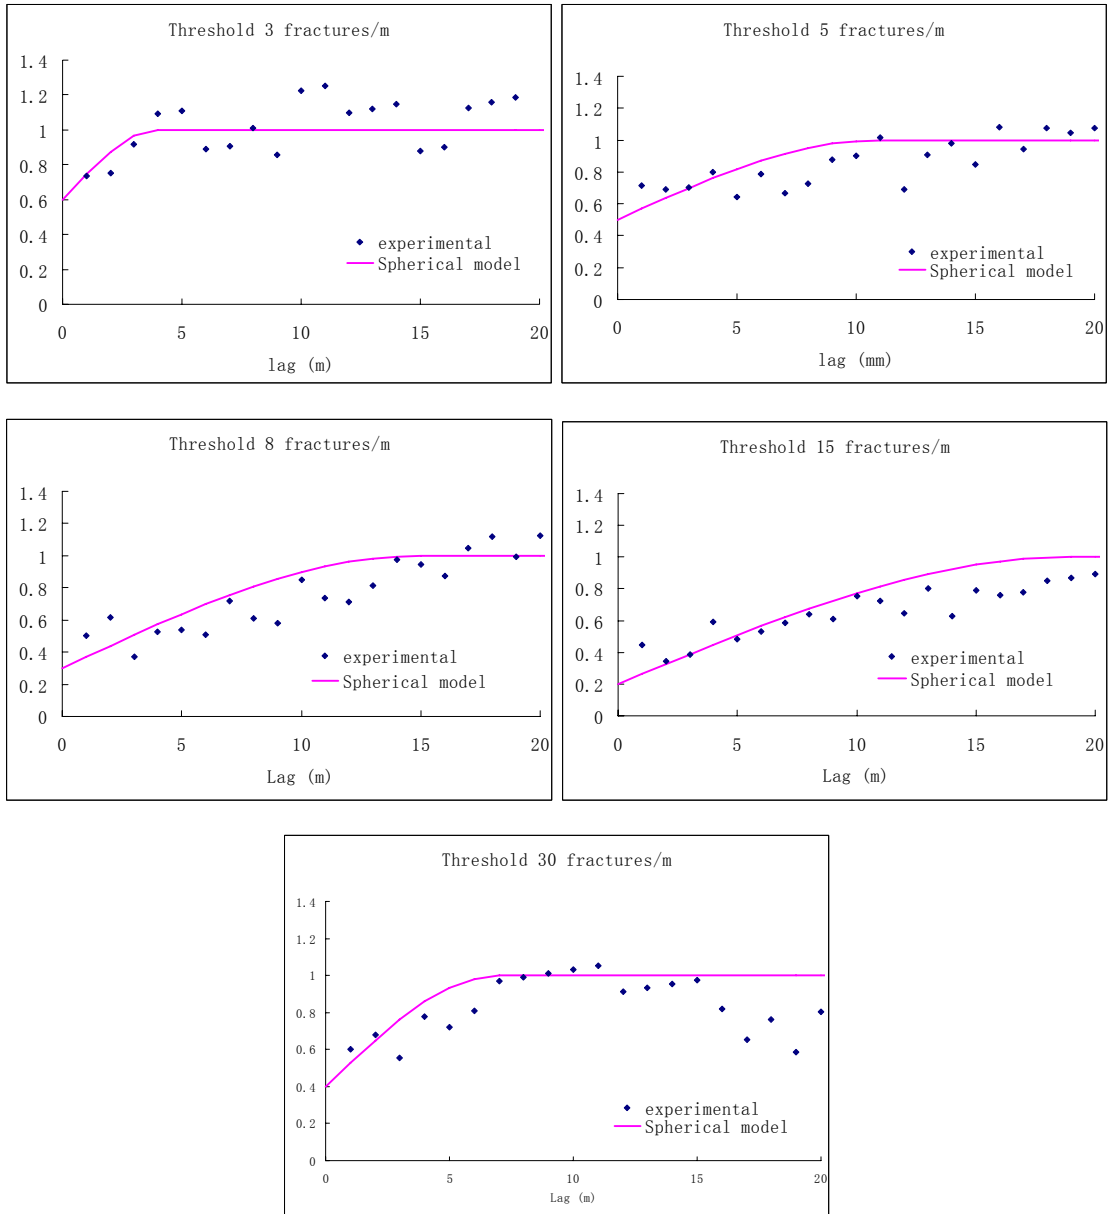 Threshold 3 fractures/m
1.4
1.2
1
0.8
0.6
0.4
0.2
0
0 5 10 15 20
lag (m)
experimental
Spherical model
Threshold 5 fractures/m
1.4
1.2
1
0.8
0.6
0.4
0.2
0
0 5 10 15 20
lag (mm)
experimental
Spherical model
Threshold 8 fractures/m
1.4
1.2
1
0.8
0.6
0.4
0.2
0
0 5 10 15 20
Lag (m)
experimental
Spherical model
Threshold 15 fractures/m
1.4
1.2
1
0.8
0.6
0.4
0.2
0
0 5 10 15 20
Lag (m)
experimental
Spherical model
Threshold 30 fractures/m
1.4
1.2
1
0.8
0.6
0.4
0.2
0
0 5 10 15 20
Lag (m)
experimental
Spherical model